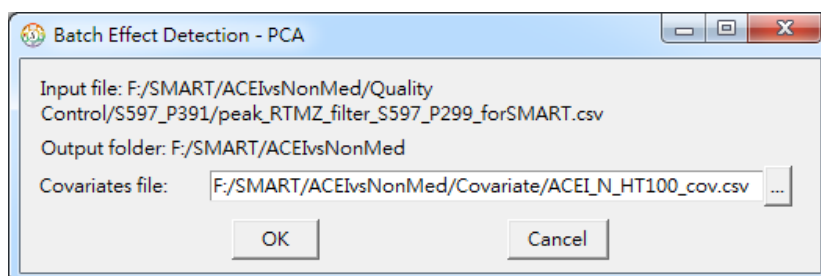 Batch Effect Detection - PCA
Input file: F:/SMART/ACEIvsNonMed/Quality
Control/S597_P391/peak_RTMZ_filter_S597_P299_forSMART.csv
Output folder: F:/SMART/ACEIvsNonMed
Covariates file: F:/SMART/ACEIvsNonMed/Covariate/ACEI_N_HT100_cov.csv ...
OK Cancel